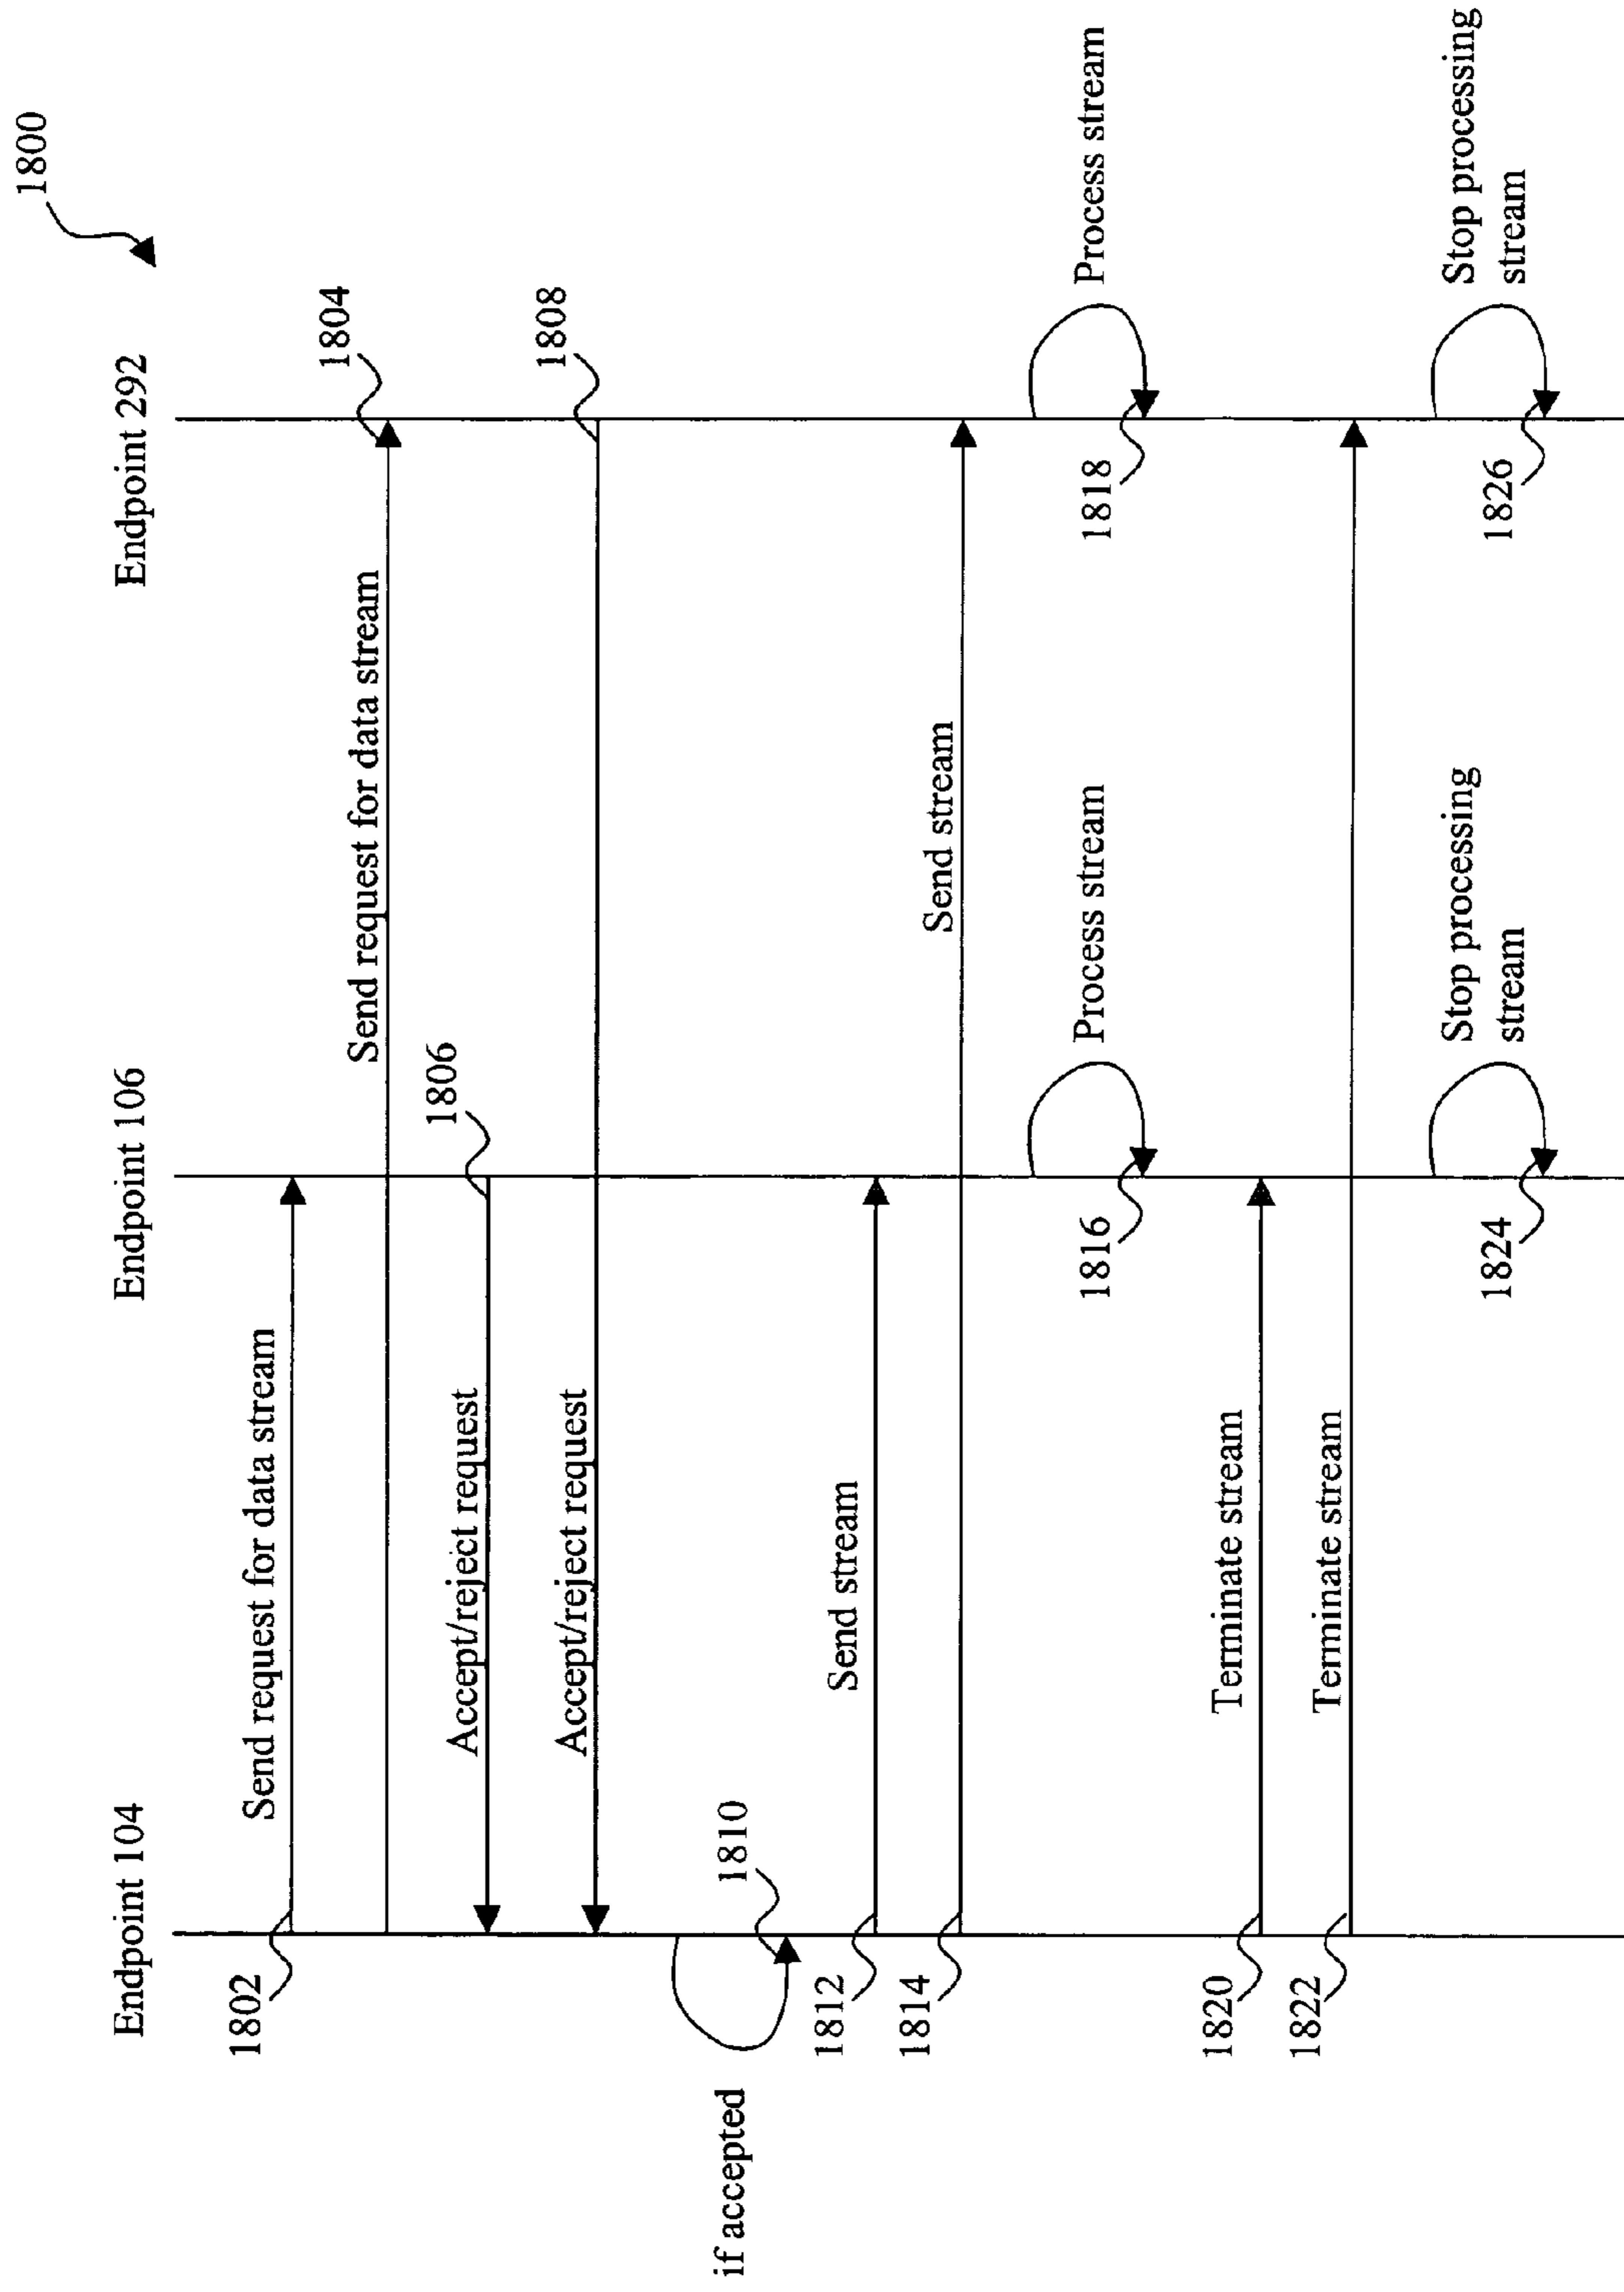 1800
Endpoint 104
Endpoint 106
Endpoint 292
1802
Send request for data stream
Send request for data stream
1804
Accept/reject request
1806
Accept/reject request
1808
if accepted
1810
1812
Send stream
1814
Send stream
1816
Process stream
1818
Process stream
1820
Terminate stream
1822
Terminate stream
1824
Stop processing
stream
1826
Stop processing
stream